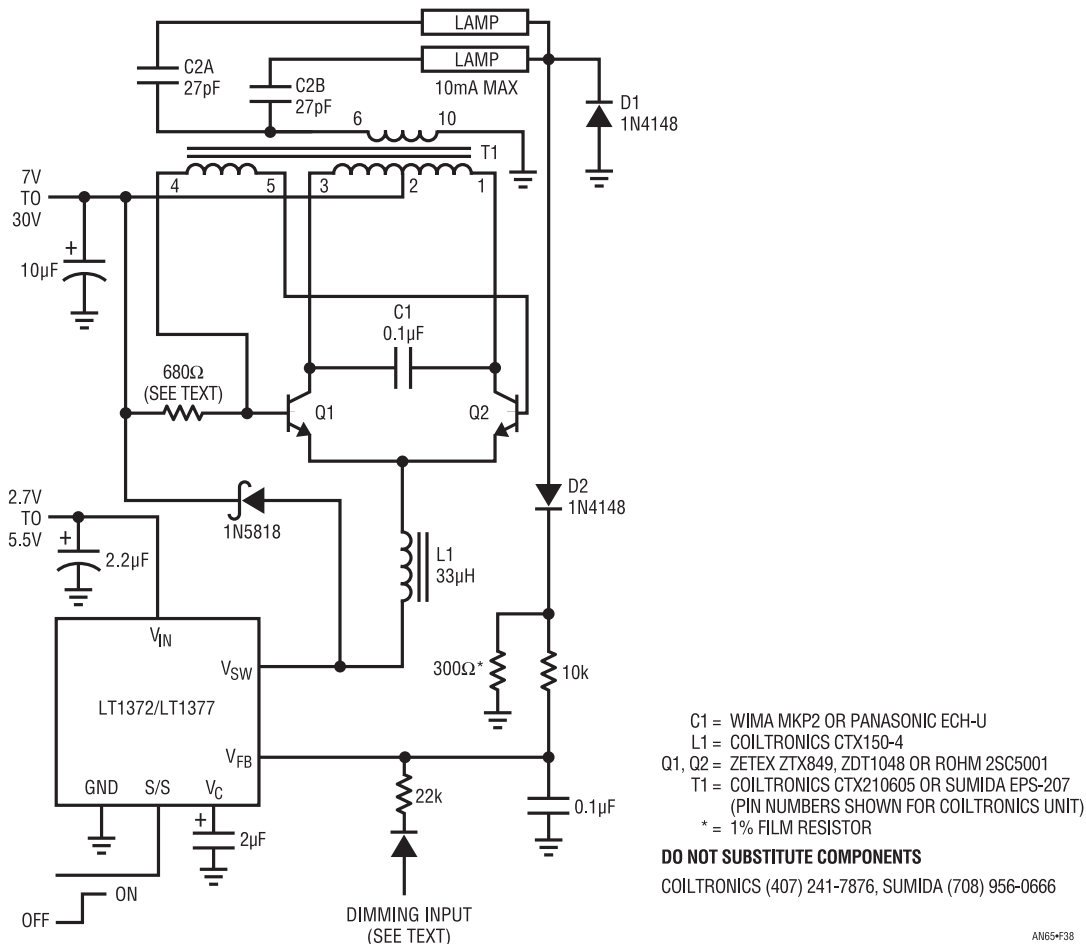 LAMP
LAMP
10mA MAX
C2A
27pF
C2B
27pF
D1
1N4148
6
10
T1
4
5
3
2
1
7V
TO
30V
+
10µF
C1
0.1µF
680Ω
(SEE TEXT)
Q1
Q2
D2
1N4148
2.7V
TO
5.5V
+
2.2µF
1N5818
L1
33µH
VIN
VSW
LT1372/LT1377
300Ω*
10k
VFB
GND
S/S
VC
+
2µF
22k
0.1µF
ON
OFF
DIMMING INPUT
(SEE TEXT)
C1 = WIMA MKP2 OR PANASONIC ECH-U
L1 = COILTRONICS CTX150-4
Q1, Q2 = ZETEX ZTX849, ZDT1048 OR ROHM 2SC5001
T1 = COILTRONICS CTX210605 OR SUMIDA EPS-207
(PIN NUMBERS SHOWN FOR COILTRONICS UNIT)
* = 1% FILM RESISTOR
DO NOT SUBSTITUTE COMPONENTS
COILTRONICS (407) 241-7876, SUMIDA (708) 956-0666
AN65•F38